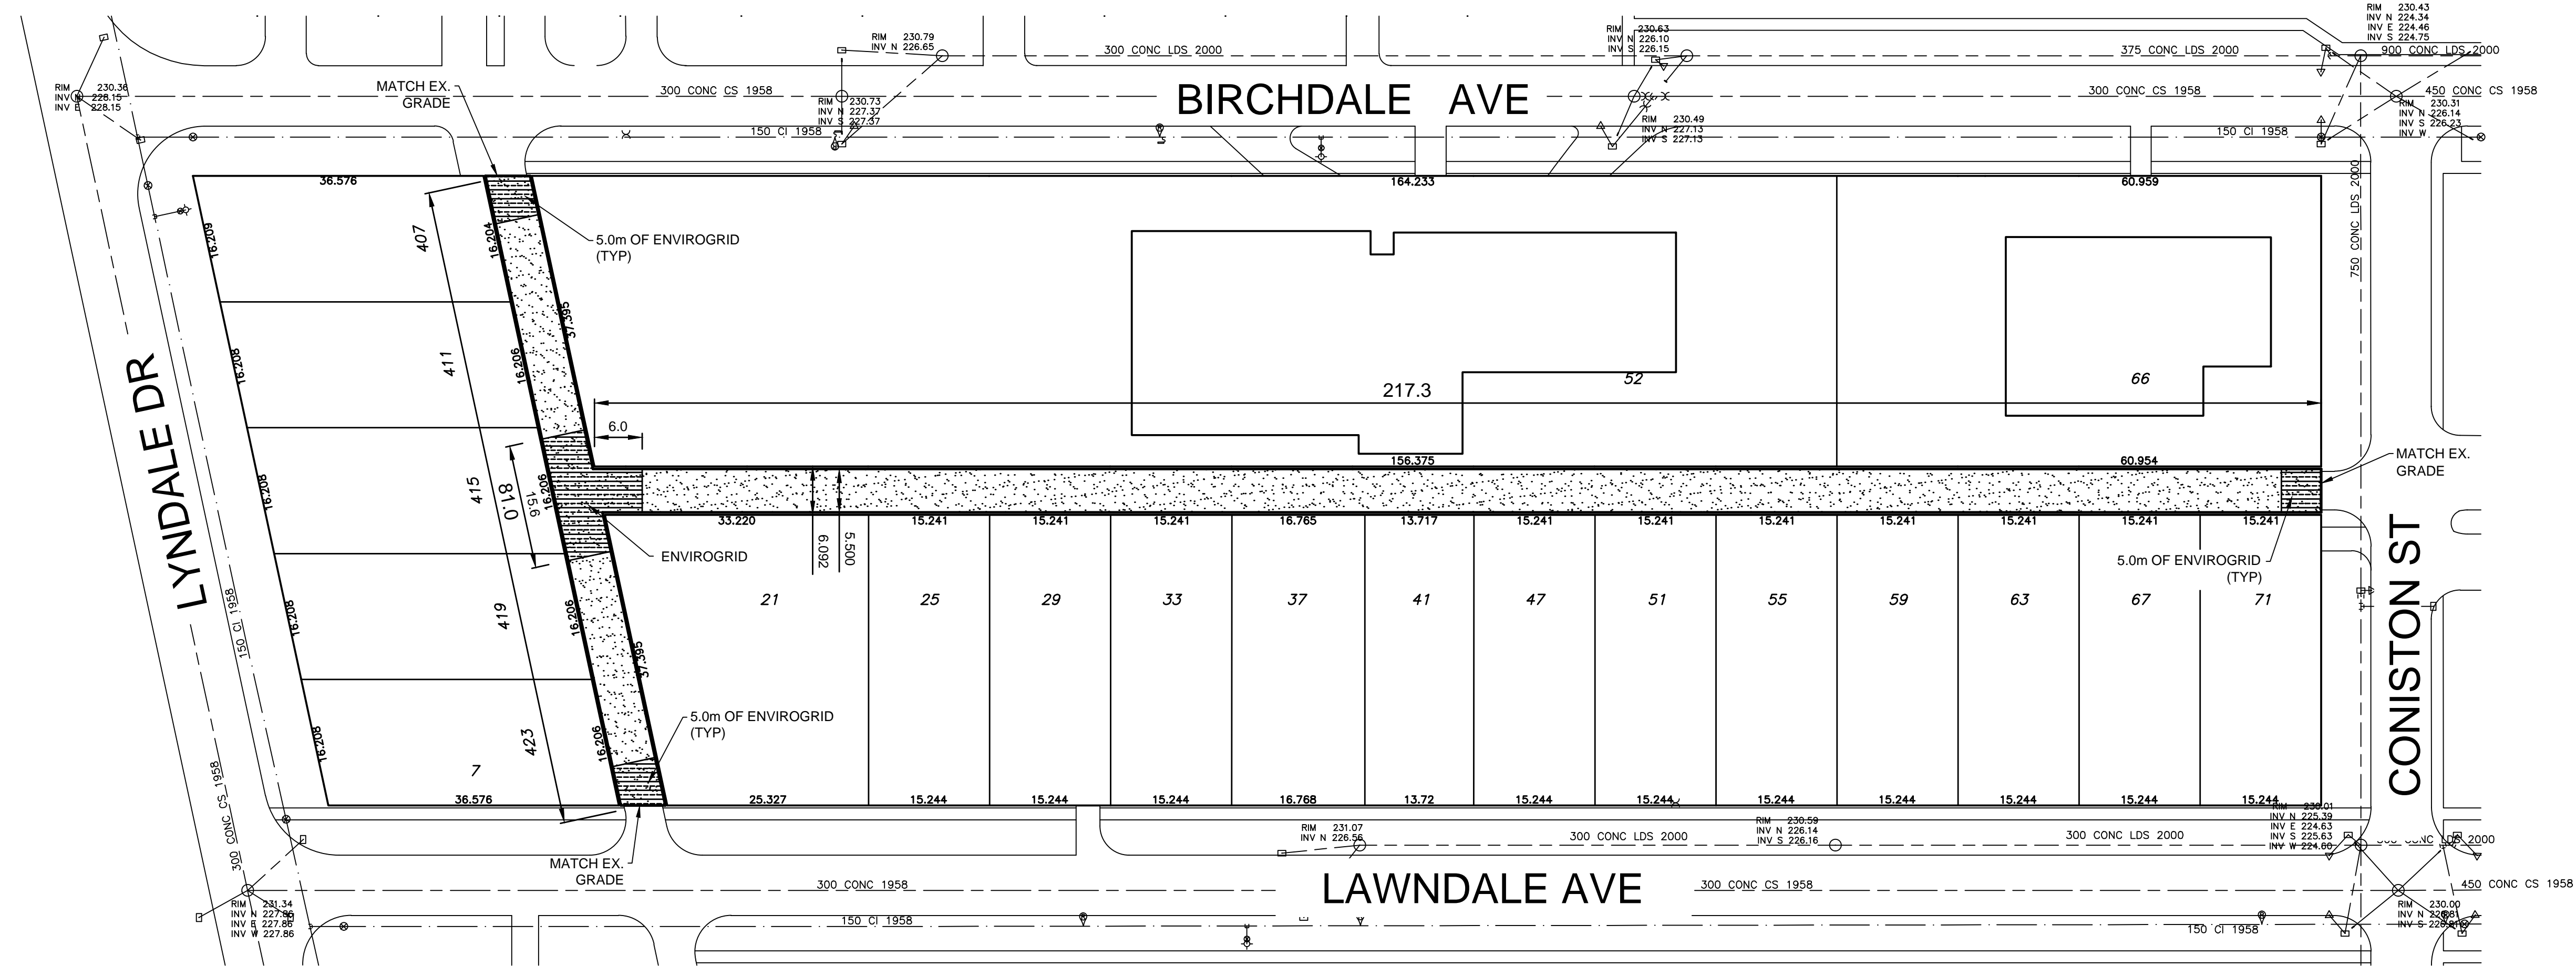 RIM 230.43
INV N 224.34
INV E 224.46
INV S 224.75
RIM 230.79
INV N 226.65
RIM 230.63
INV N 226.10
INV S 226.15
300 CONC LDS 2000
375 CONC LDS 2000
900 CONC LDS 2000
RIM 230.36
INV N 228.15
INV E 228.15
MATCH EX.
GRADE
300 CONC CS 1958
BIRCHDALE AVE
300 CONC CS 1958
450 CONC CS 1958
RIM 230.73
INV N 227.37
INV S 227.37
RIM 230.49
INV N 227.13
INV S 227.13
RIM 230.31
INV N 226.14
INV S 226.23
INV W
150 CI 1958
150 CI 1958
36.576
164.233
60.959
750 CONC LDS 2000
16.209
407
16.204
5.0m OF ENVIROGRID
(TYP)
37.395
16.208
411
16.206
52
66
217.3
LYNDALE DR
6.0
156.375
60.954
MATCH EX.
GRADE
16.208
415
81.0
15.6
16.206
33.220
15.241
15.241
15.241
16.765
13.717
15.241
15.241
15.241
15.241
15.241
15.241
15.241
6.092
5.500
ENVIROGRID
5.0m OF ENVIROGRID
(TYP)
CONISTON ST
16.208
150 CI 1958
419
16.206
21
25
29
33
37
41
47
51
55
59
63
67
71
37.395
5.0m OF ENVIROGRID
(TYP)
16.208
423
16.206
7
300 CONC CS 1958
36.576
25.327
15.244
15.244
15.244
16.768
13.72
15.244
15.244
15.244
15.244
15.244
15.244
15.244
RIM 230.01
INV N 225.39
INV E 224.63
INV S 225.63
INV W 224.60
RIM 231.07
INV N 226.56
300 CONC LDS 2000
RIM 230.59
INV N 226.14
INV S 226.16
300 CONC LDS 2000
CONC LDS 2000
MATCH EX.
GRADE
300 CONC 1958
LAWNDALE AVE
300 CONC CS 1958
450 CONC CS 1958
RIM 231.34
INV N 227.86
INV E 227.86
INV W 227.86
RIM 230.00
INV N
INV S
150 CI 1958
150 CI 1958